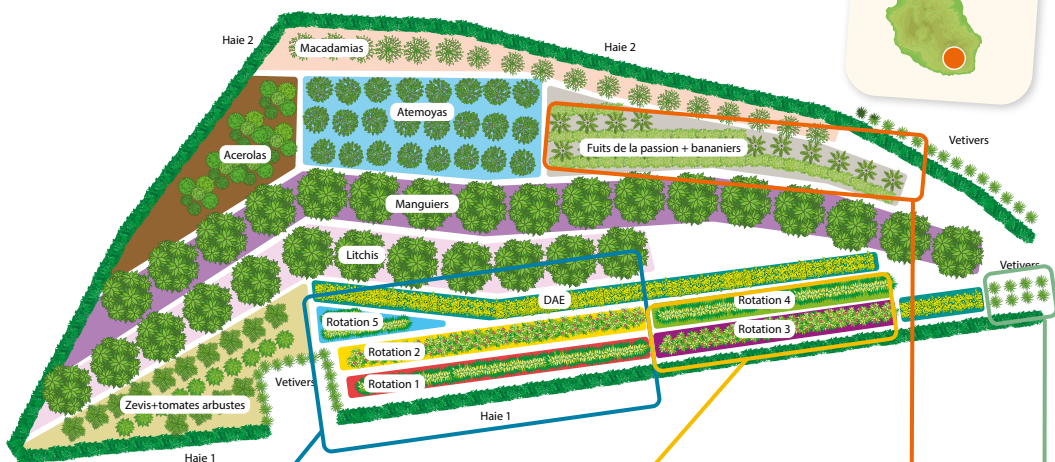 Haie 2
Macadamias
Haie 2
Atemoyas
Vetivers
Fuits de la passion + bananiers
Acerolas
Manguiers
Litchis
Vetivers
DAE
Rotation 4
Rotation 5
Rotation 3
Rotation 2
Rotation 1
Vetivers
Zevis+tomates arbustes
Haie 1
Haie 1